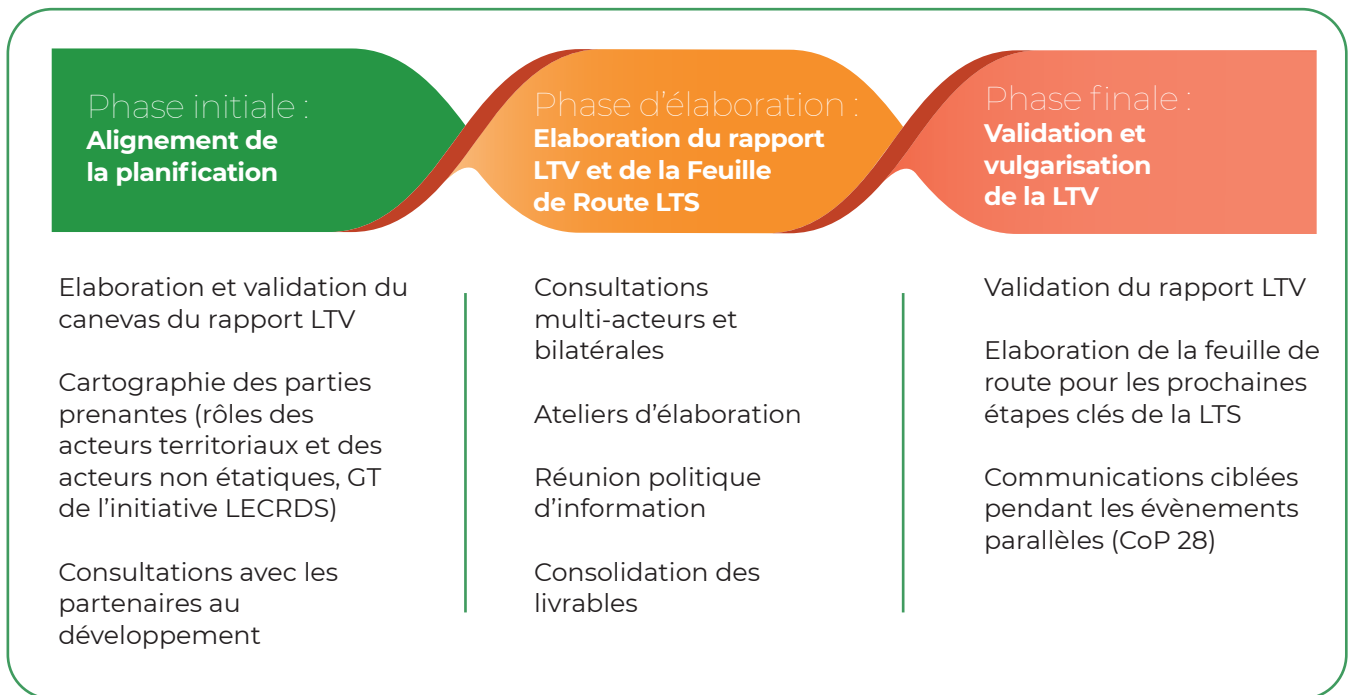 Phase initiale :
Alignement de
la planification
Phase d’élaboration :
Elaboration du rapport
LTV et de la Feuille
de Route LTS
Phase finale :
Validation et
vulgarisation
de la LTV
Elaboration et validation du
canevas du rapport LTV
Cartographie des parties
prenantes (rôles des
acteurs territoriaux et des
acteurs non étatiques, GT
de l’initiative LECRDS)
Consultations avec les
partenaires au
développement
Consultations
multi-acteurs et
bilatérales
Ateliers d’élaboration
Réunion politique
d’information
Consolidation des
livrables
Validation du rapport LTV
Elaboration de la feuille de
route pour les prochaines
étapes clés de la LTS
Communications ciblées
pendant les évènements
parallèles (CoP 28)